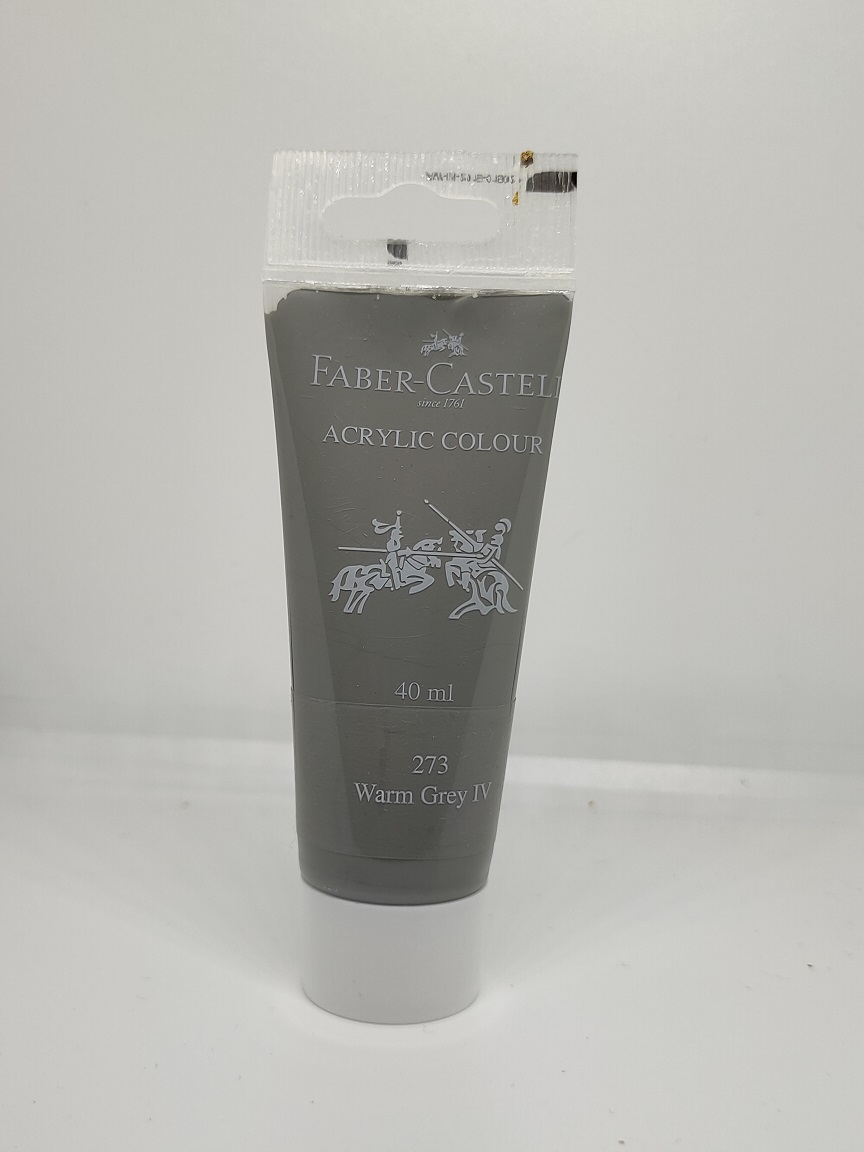 FABER-CASTELL
since 1761
ACRYLIC COLOUR
40 ml
273
Warm Grey IV